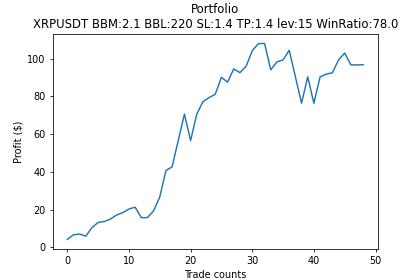 Portfolio
XRPUSDT BBM:2.1 BBL:220 SL:1.4 TP:1.4 lev:15 WinRatio:78.0
Profit ($)
100
80
60
40
20
0
0 10 20 30 40 50
Trade counts